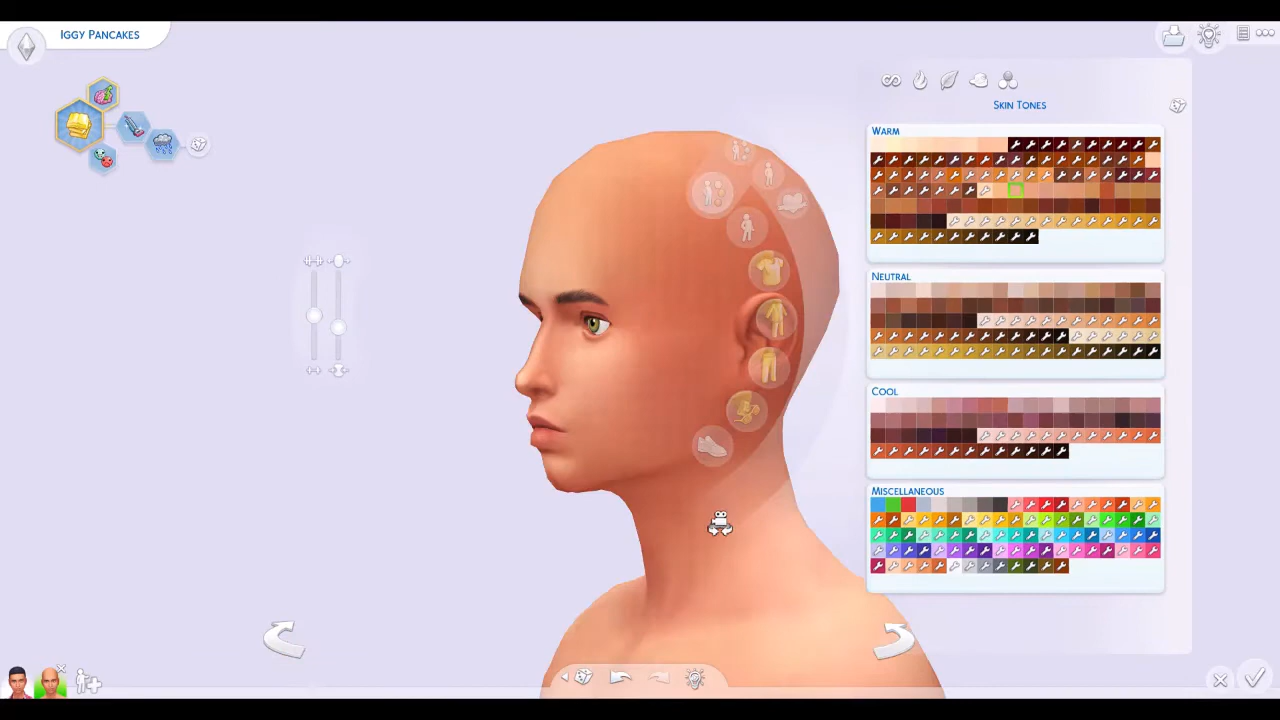 Iggy Pancakes
Skin Tones
Warm
Neutral
Cool
Miscellaneous